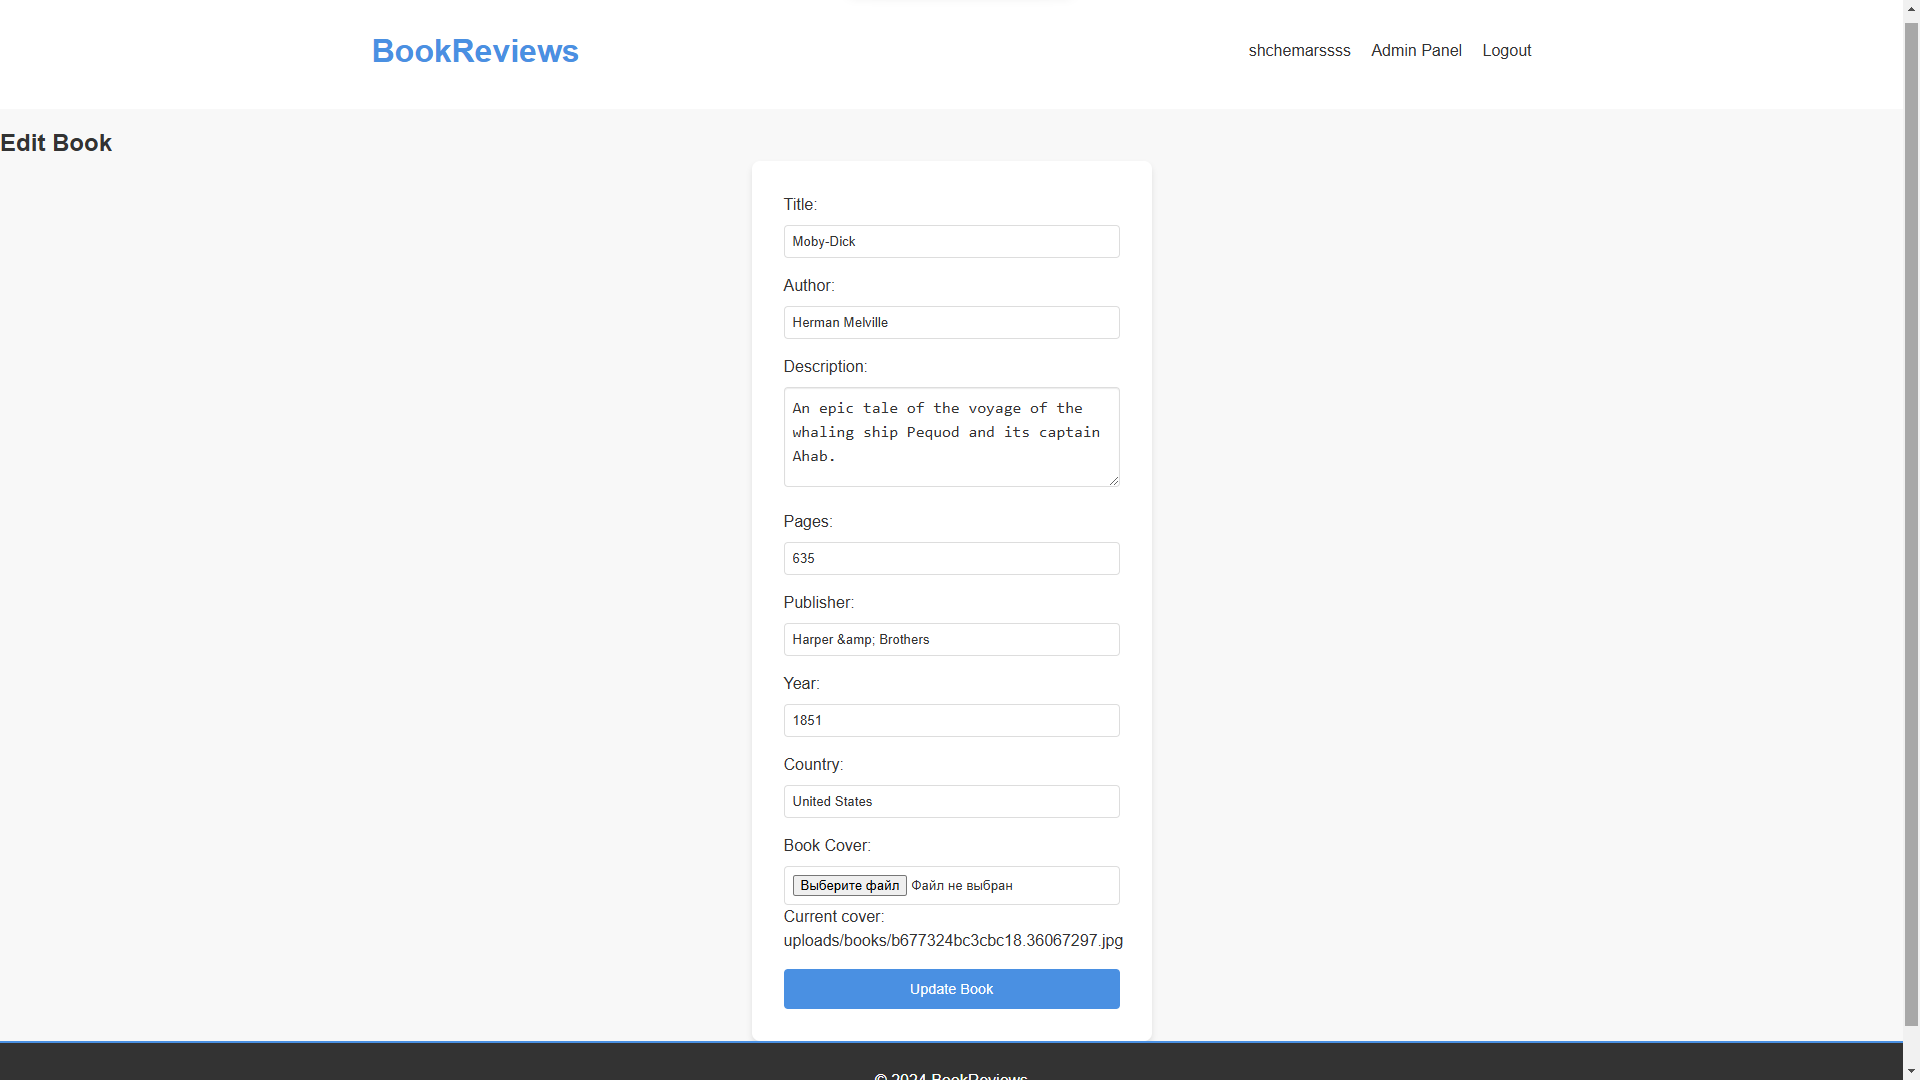 BookReviews
shchemarssss Admin Panel Logout
Edit Book
Title:
Moby-Dick
Author:
Herman Melville
Description:
An epic tale of the voyage of the
whaling ship Pequod and its captain
Ahab.
Pages:
635
Publisher:
Harper &amp; Brothers
Year:
1851
Country:
United States
Book Cover:
Выберите файл Файл не выбран
Current cover:
uploads/books/b677324bc3cbc18.36067297.jpg
Update Book
© 2024 BookReviews